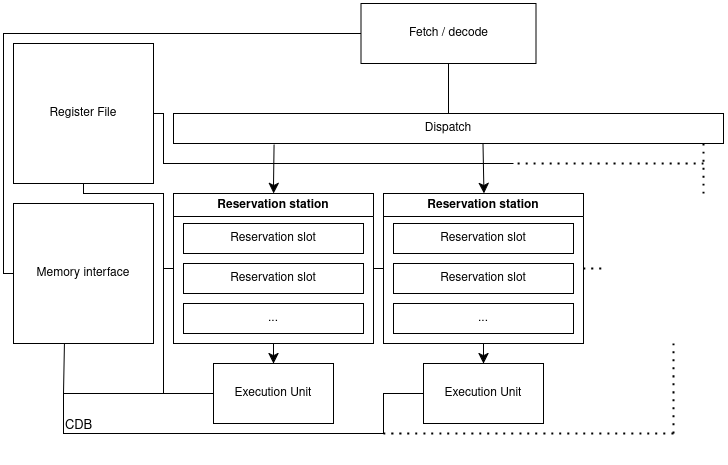 Fetch / decode
Register File
Dispatch
Reservation station
Reservation station
Reservation slot
Reservation slot
Memory interface
Reservation slot
Reservation slot
...
...
Execution Unit
Execution Unit
CDB